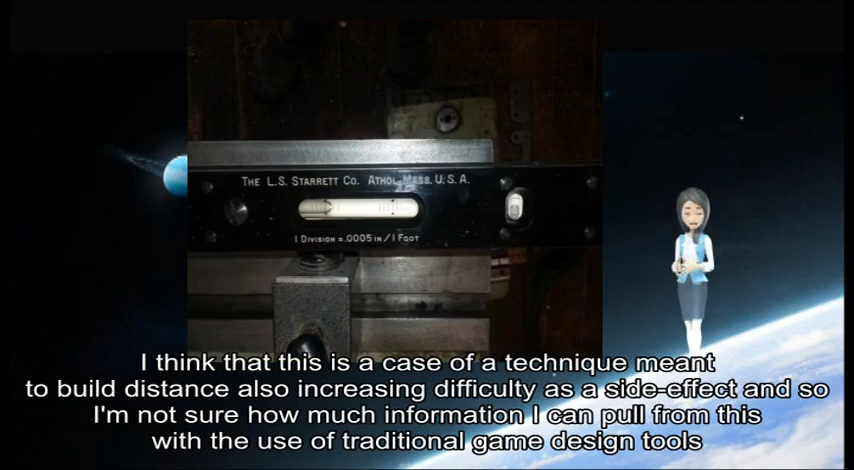 THE L.S. STARRETT CO. ATHOL, MASS. U.S.A.
1 DIVISION = .0005 IN / 1 FOOT
I think that this is a case of a technique meant
to build distance also increasing difficulty as a side-effect and so
I'm not sure how much information I can pull from this
with the use of traditional game design tools